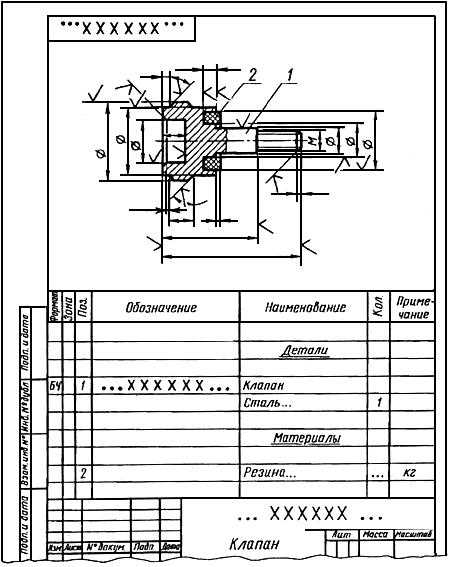 ...XXXXXX...
2
1
Ø
Ø
Ø
М
Ø
Ø
Ø
Формат
Зона
Поз.
Обозначение
Наименование
Кол.
Приме-
чание
Детали
БЧ 1 ...XXXXXX... Клапан
Сталь... 1
Материалы
2 Резина... ... кг
... XXXXXX ...
Лит Масса Масштаб
Изм Лист № докум. Подп Дата
Клапан
Подп. и дата
Инв. № дубл
Взам. инв №
Подп. и дата